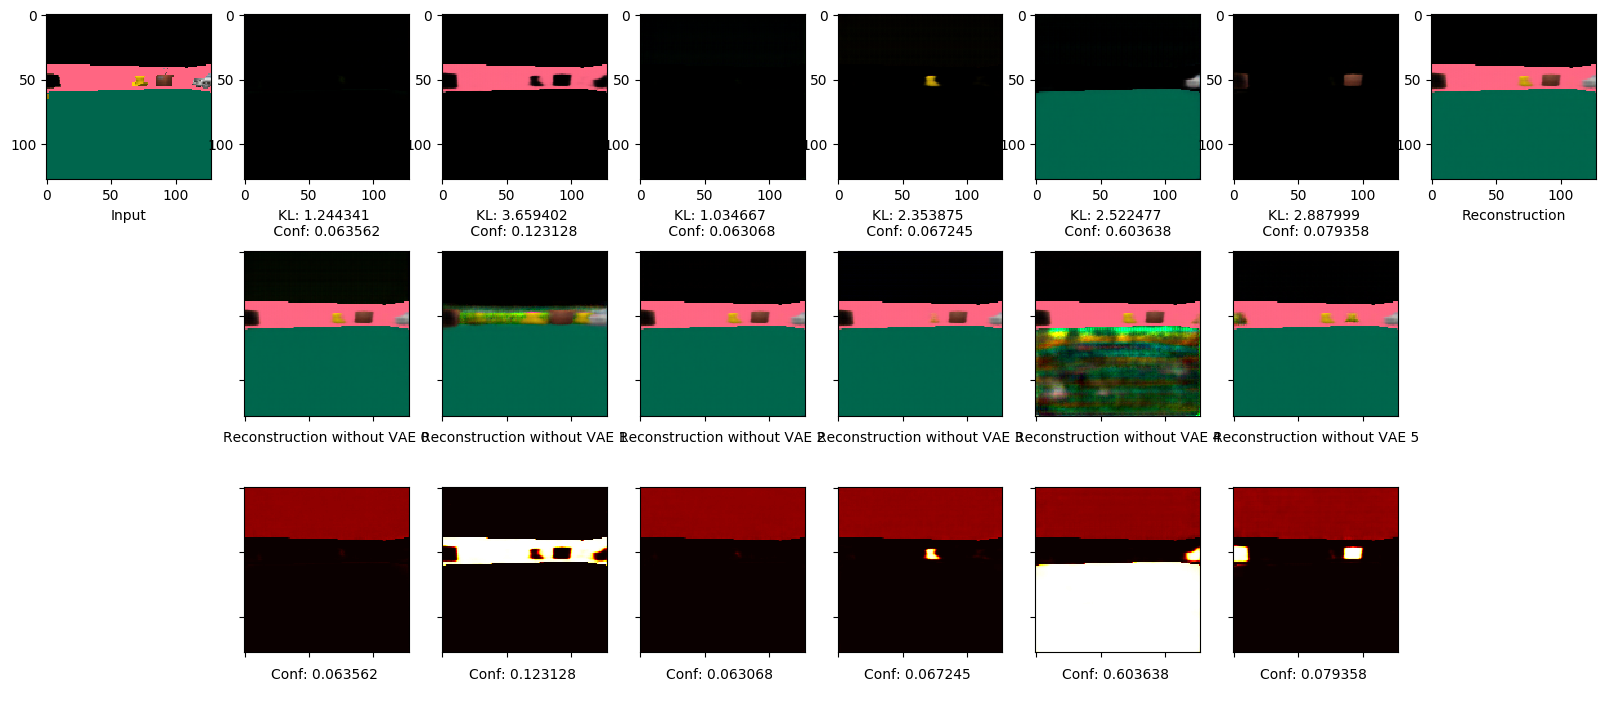 0
50
100
0
50
100
Input
0
50
100
0
50
100
KL: 1.244341
Conf: 0.063562
0
50
100
0
50
100
KL: 3.659402
Conf: 0.123128
0
50
100
0
50
100
KL: 1.034667
Conf: 0.063068
0
50
100
0
50
100
KL: 2.353875
Conf: 0.067245
0
50
100
0
50
100
KL: 2.522477
Conf: 0.603638
0
50
100
0
50
100
KL: 2.887999
Conf: 0.079358
0
50
100
0
50
100
Reconstruction
Reconstruction without VAE 0
Reconstruction without VAE 1
Reconstruction without VAE 2
Reconstruction without VAE 3
Reconstruction without VAE 4
Reconstruction without VAE 5
Conf: 0.063562
Conf: 0.123128
Conf: 0.063068
Conf: 0.067245
Conf: 0.603638
Conf: 0.079358